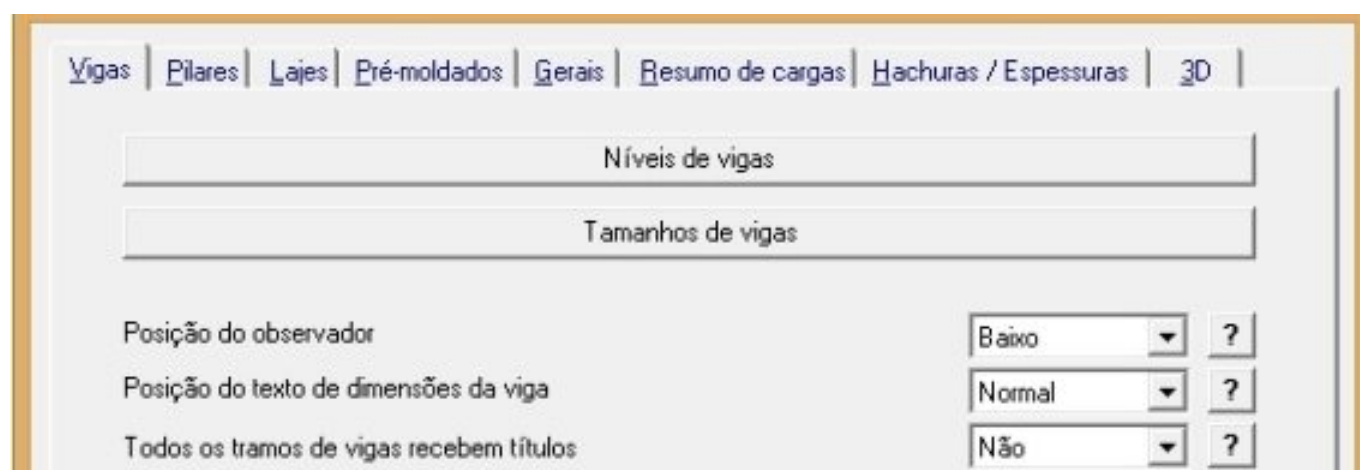 Vigas Pilares Lajes Pré-moldados Gerais Resumo de cargas Hachuras / Espessuras 3D
Níveis de vigas
Tamanhos de vigas
Posição do observador Baixo ?
Posição do texto de dimensões da viga Normal ?
Todos os tramos de vigas recebem títulos Não ?